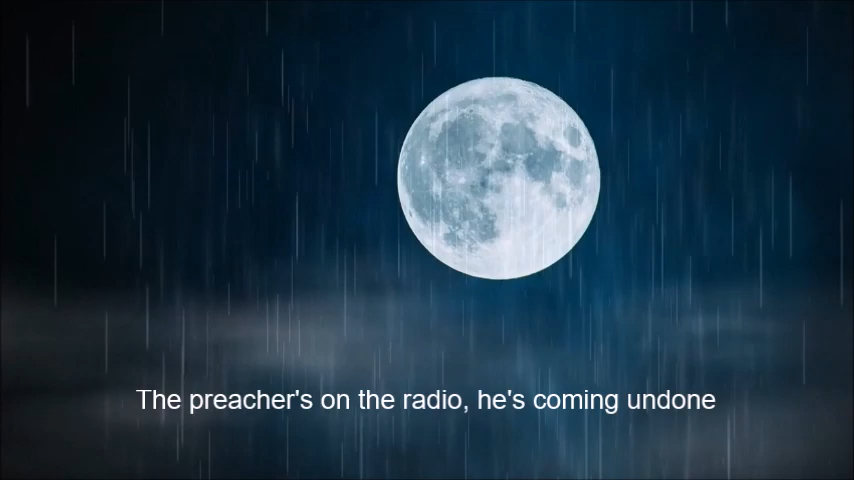 The preacher's on the radio, he's coming undone